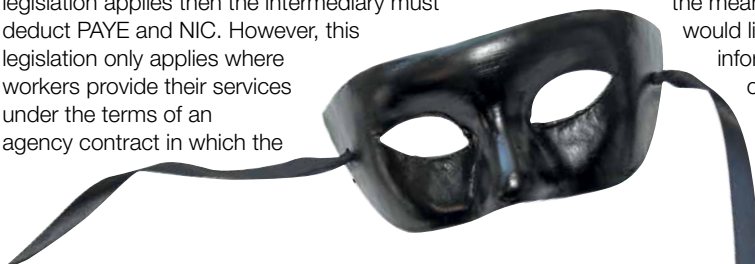 legislation applies then the intermediary must
deduct PAYE and NIC. However, this
legislation only applies where
workers provide their services
under the terms of an
agency contract in which the
the mean
would li
infor